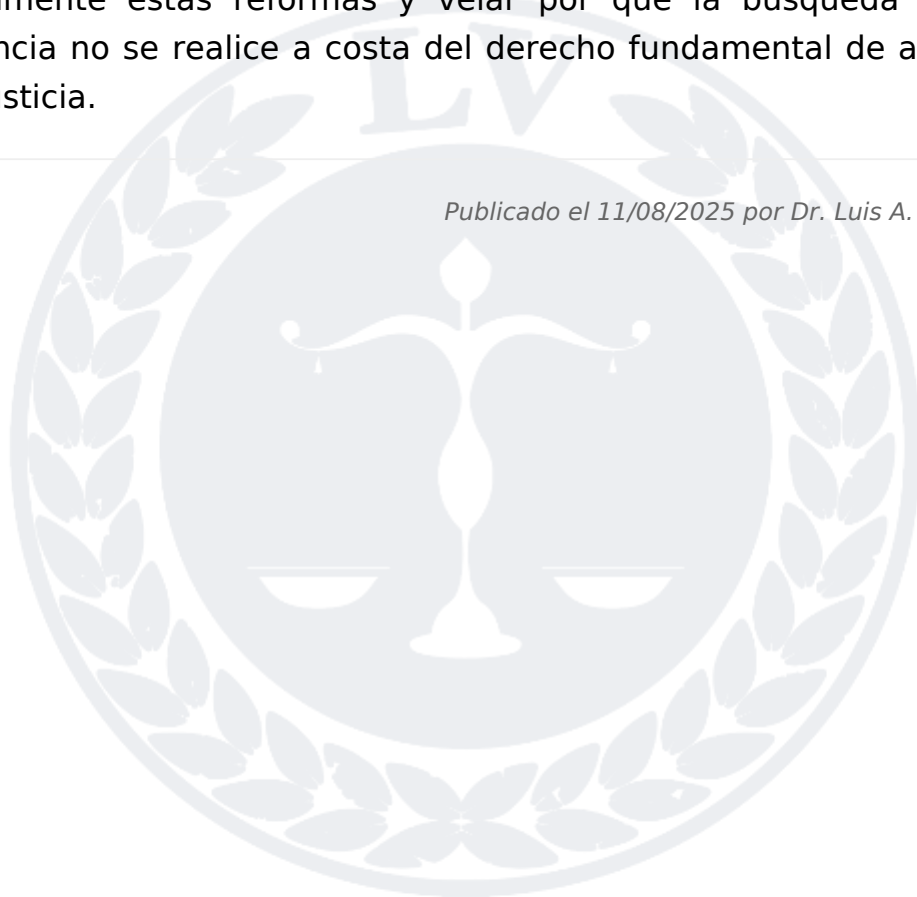 mente estas reformas y velar por que la búsqueda
ncia no se realice a costa del derecho fundamental de a
sticia.
LV
Publicado el 11/08/2025 por Dr. Luis A.